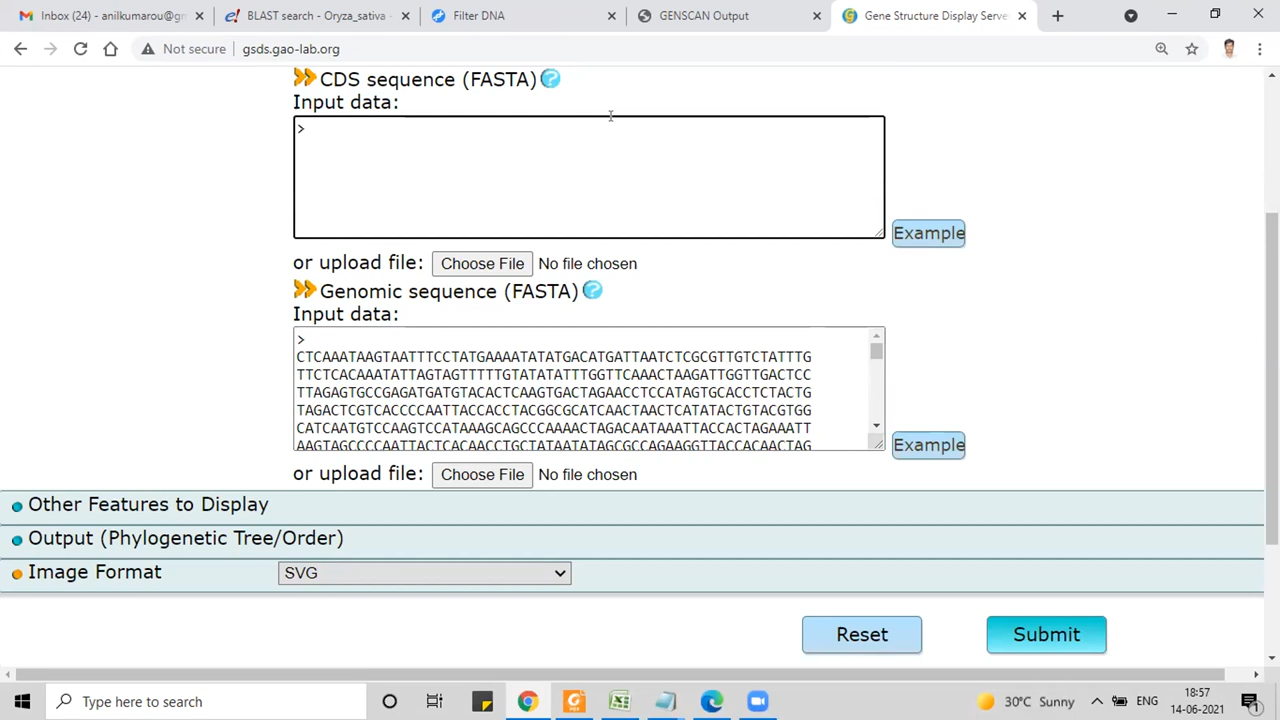 Inbox (24) - anilkumarou@gm
BLAST search - Oryza_sativa -
Filter DNA
GENSCAN Output
Gene Structure Display Serve
Not secure
gsds.gao-lab.org
CDS sequence (FASTA)
Input data:
>
Example
or upload file: Choose File No file chosen
Genomic sequence (FASTA)
Input data:
>
CTCAAATAAGTAATTTCCTATGAAAATATATGACATGATTAATCTCGCGTTGTCTATTTG
TTCTCACAAATATTAGTAGTTTTTGTATATATTTGGTTCAAACTAAGATTGGTTGACTCC
TTAGAGTGCCGAGATGATGTACACTCAAGTGACTAGAACCTCCATAGTGCACCTCTACTG
TAGACTCGTCACCCCAATTACCACCTACGGCGCATCAACTAACTCATATACTGTACGTGG
CATCAATGTCCAAGTCCATAAAGCAGCCCAAAACTAGACAATAAATTACCACTAGAAATT
AAGTAGCCCCAATTACTCACAACCTGCTATAATATAGCGCCAGAAGGTTACCACAACTAG
Example
or upload file: Choose File No file chosen
Other Features to Display
Output (Phylogenetic Tree/Order)
Image Format SVG
Reset Submit
Type here to search
30°C Sunny
ENG
18:57
14-06-2021